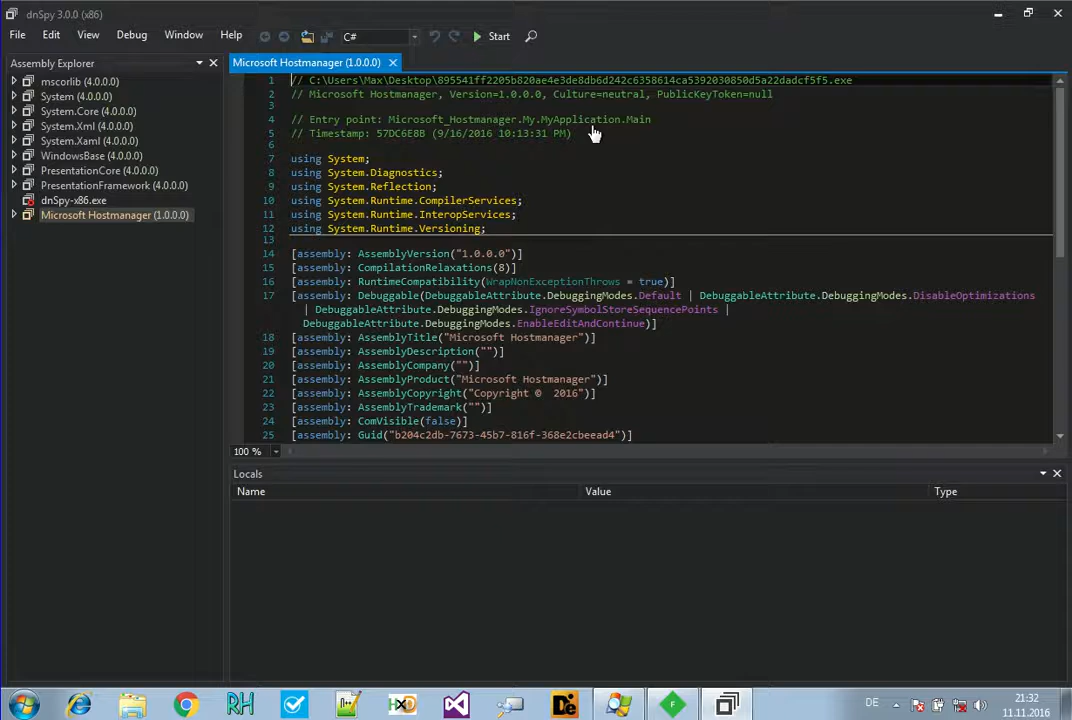 dnSpy 3.0.0 (x86)
File Edit View Debug Window Help C# Start
Assembly Explorer
mscorlib (4.0.0.0)
System (4.0.0.0)
System.Core (4.0.0.0)
System.Xml (4.0.0.0)
System.Xaml (4.0.0.0)
WindowsBase (4.0.0.0)
PresentationCore (4.0.0.0)
PresentationFramework (4.0.0.0)
dnSpy-x86.exe
Microsoft Hostmanager (1.0.0.0)
Microsoft Hostmanager (1.0.0.0)
1 // C:\Users\Max\Desktop\895541ff2205b820ae4e3de8db6d242c6358614ca5392030850d5a22dadcf5f5.exe
2 // Microsoft Hostmanager, Version=1.0.0.0, Culture=neutral, PublicKeyToken=null
3
4 // Entry point: Microsoft_Hostmanager.My.MyApplication.Main
5 // Timestamp: 57DC6E8B (9/16/2016 10:13:31 PM)
6
7 using System;
8 using System.Diagnostics;
9 using System.Reflection;
10 using System.Runtime.CompilerServices;
11 using System.Runtime.InteropServices;
12 using System.Runtime.Versioning;
13
14 [assembly: AssemblyVersion("1.0.0.0")]
15 [assembly: CompilationRelaxations(8)]
16 [assembly: RuntimeCompatibility(WrapNonExceptionThrows = true)]
17 [assembly: Debuggable(DebuggableAttribute.DebuggingModes.Default | DebuggableAttribute.DebuggingModes.DisableOptimizations
| DebuggableAttribute.DebuggingModes.IgnoreSymbolStoreSequencePoints |
DebuggableAttribute.DebuggingModes.EnableEditAndContinue)]
18 [assembly: AssemblyTitle("Microsoft Hostmanager")]
19 [assembly: AssemblyDescription("")]
20 [assembly: AssemblyCompany("")]
21 [assembly: AssemblyProduct("Microsoft Hostmanager")]
22 [assembly: AssemblyCopyright("Copyright ©  2016")]
23 [assembly: AssemblyTrademark("")]
24 [assembly: ComVisible(false)]
25 [assembly: Guid("b204c2db-7673-45b7-816f-368e2cbeead4")]
100 %
Locals
Name Value Type
RH
HXD
De
F
DE
21:32
11.11.2016